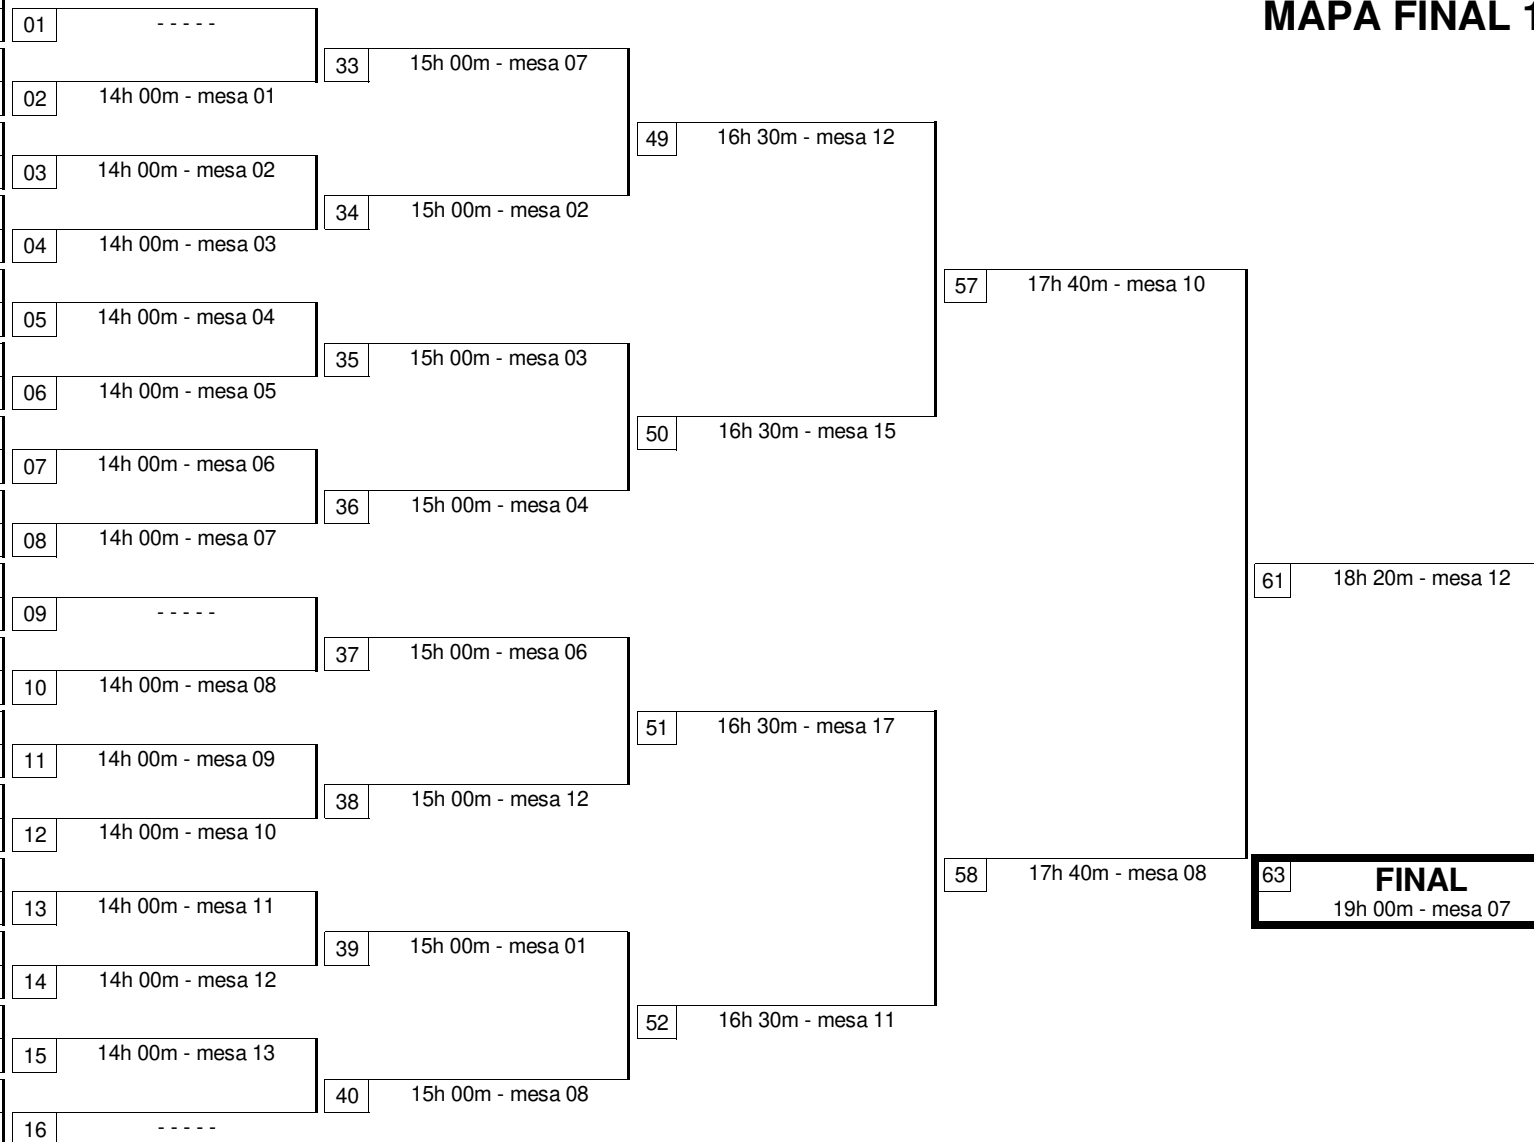 MAPA FINAL 1
01 - - - - -
33 15h 00m - mesa 07
02 14h 00m - mesa 01
49 16h 30m - mesa 12
03 14h 00m - mesa 02
34 15h 00m - mesa 02
04 14h 00m - mesa 03
57 17h 40m - mesa 10
05 14h 00m - mesa 04
35 15h 00m - mesa 03
06 14h 00m - mesa 05
50 16h 30m - mesa 15
07 14h 00m - mesa 06
36 15h 00m - mesa 04
08 14h 00m - mesa 07
61 18h 20m - mesa 12
09 - - - - -
37 15h 00m - mesa 06
10 14h 00m - mesa 08
51 16h 30m - mesa 17
11 14h 00m - mesa 09
38 15h 00m - mesa 12
12 14h 00m - mesa 10
58 17h 40m - mesa 08
63 FINAL
19h 00m - mesa 07
13 14h 00m - mesa 11
39 15h 00m - mesa 01
14 14h 00m - mesa 12
52 16h 30m - mesa 11
15 14h 00m - mesa 13
40 15h 00m - mesa 08
16 - - - - -